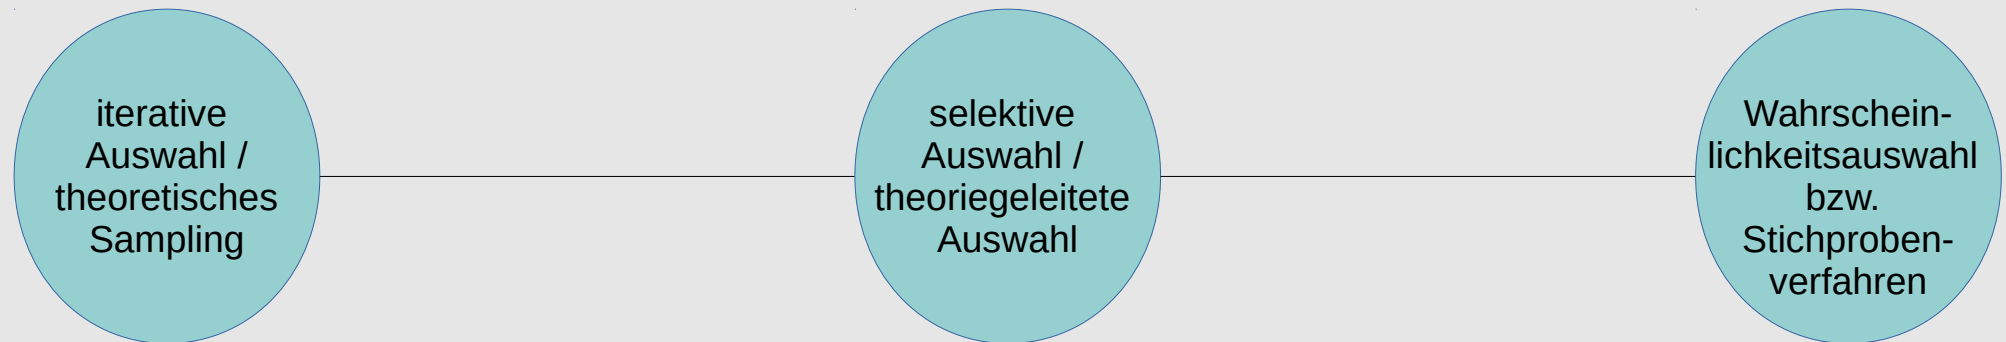 iterative
Auswahl /
theoretisches
Sampling
selektive
Auswahl /
theoriegeleitete
Auswahl
Wahrschein-
lichkeitsauswahl
bzw.
Stichproben-
verfahren